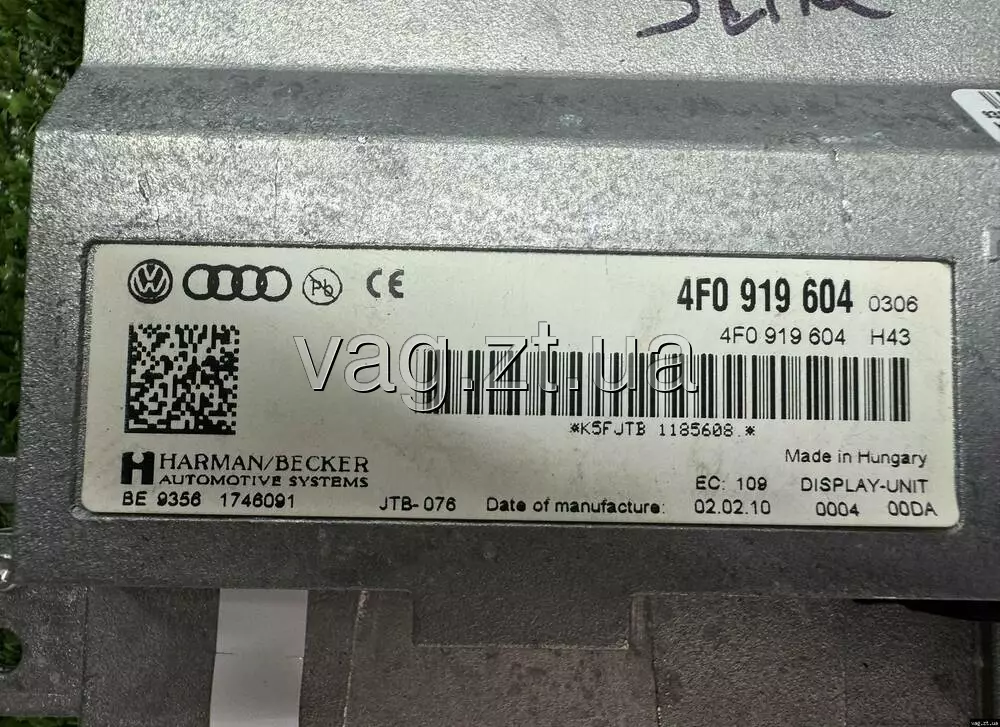 4F0 919 604 0306
4F0 919 604 H43
vag.zt.ua
*K5FJTB 1185608 *
HARMAN/BECKER
AUTOMOTIVE SYSTEMS
Made in Hungary
EC: 109 DISPLAY-UNIT
BE 9356 1746091 JTB-076 Date of manufacture: 02.02.10 0004 00DA
Pb
CE
VW
vag.zt.ua